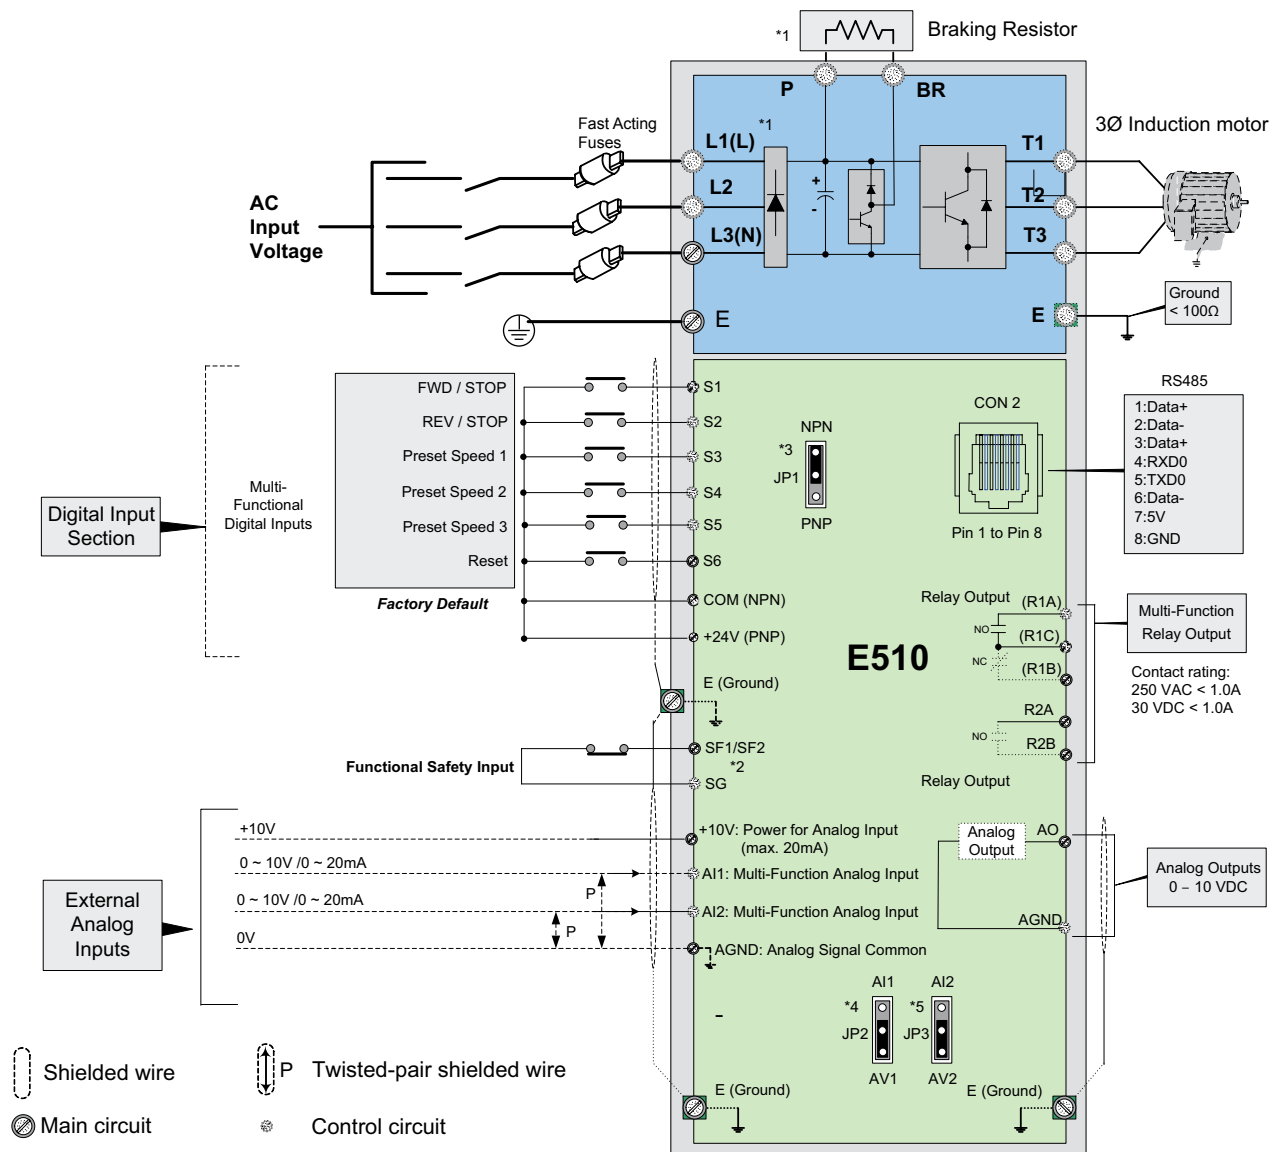 *1
Braking Resistor
P
BR
Fast Acting
Fuses
L1(L)
*1
T1
3Ø Induction motor
L2
T2
AC
Input
Voltage
+
-
L3(N)
T3
E
E
Ground
< 100Ω
FWD / STOP
S1
REV / STOP
S2
Preset Speed 1
S3
Preset Speed 2
S4
Preset Speed 3
S5
Reset
S6
Multi-
Functional
Digital Inputs
Digital Input
Section
Factory Default
COM (NPN)
+24V (PNP)
NPN
*3
JP1
PNP
CON 2
Pin 1 to Pin 8
RS485
1:Data+
2:Data-
3:Data+
4:RXD0
5:TXD0
6:Data-
7:5V
8:GND
E510
Relay Output
(R1A)
NO
(R1C)
NC
(R1B)
R2A
NO
R2B
Relay Output
Multi-Function
Relay Output
Contact rating:
250 VAC < 1.0A
30 VDC < 1.0A
E (Ground)
Functional Safety Input
SF1/SF2
*2
SG
+10V
+10V: Power for Analog Input
(max. 20mA)
0 ~ 10V /0 ~ 20mA
AI1: Multi-Function Analog Input
P
0 ~ 10V /0 ~ 20mA
AI2: Multi-Function Analog Input
P
0V
AGND: Analog Signal Common
External
Analog
Inputs
Analog
Output
AO
AGND
Analog Outputs
0 – 10 VDC
-
AI1
AI2
*4
*5
JP2
JP3
AV1
AV2
E (Ground)
E (Ground)
Shielded wire
P
Twisted-pair shielded wire
Main circuit
Control circuit